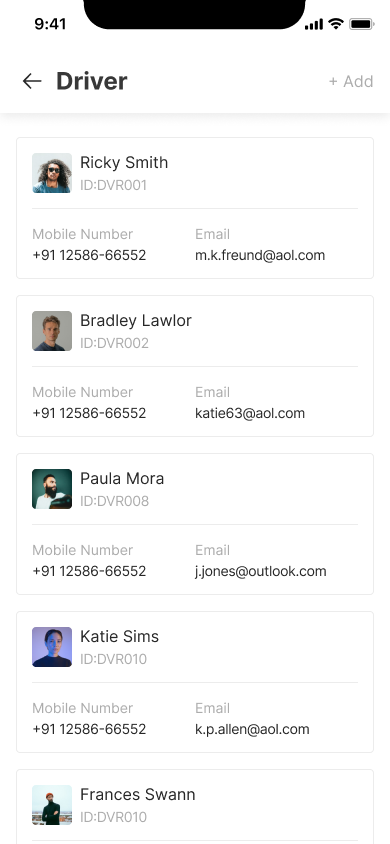 9:41
Driver
+ Add
Ricky Smith
ID:DVR001
Mobile Number Email
+91 12586-66552 m.k.freund@aol.com
Bradley Lawlor
ID:DVR002
Mobile Number Email
+91 12586-66552 katie63@aol.com
Paula Mora
ID:DVR008
Mobile Number Email
+91 12586-66552 j.jones@outlook.com
Katie Sims
ID:DVR010
Mobile Number Email
+91 12586-66552 k.p.allen@aol.com
Frances Swann
ID:DVR010